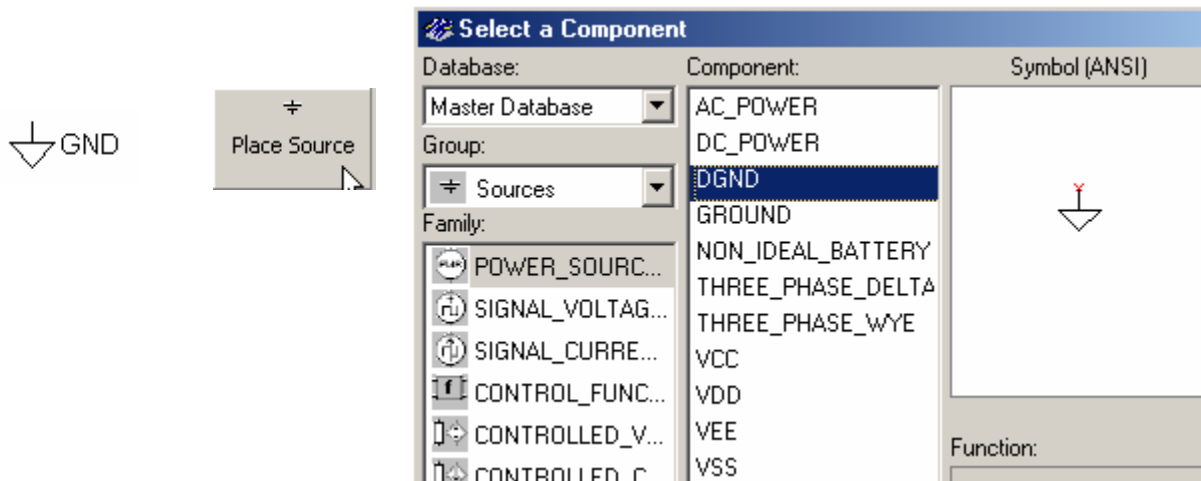 GND
Place Source
Select a Component
Database:
Master Database
Group:
Sources
Family:
POWER_SOURC...
SIGNAL_VOLTAG...
SIGNAL_CURRE...
CONTROL_FUNC...
CONTROLLED_V...
CONTROLLED_C...
Component:
AC_POWER
DC_POWER
DGND
GROUND
NON_IDEAL_BATTERY
THREE_PHASE_DELTA
THREE_PHASE_WYE
VCC
VDD
VEE
VSS
Symbol (ANSI)
Function: